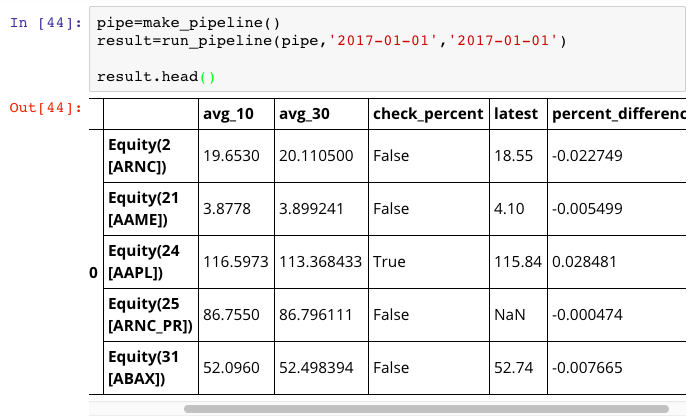 In [44]: pipe=make_pipeline()
result=run_pipeline(pipe,'2017-01-01','2017-01-01')
result.head()
Out[44]:
avg_10 avg_30 check_percent latest percent_differenc
Equity(2
[ARNC]) 19.6530 20.110500 False 18.55 -0.022749
Equity(21
[AAME]) 3.8778 3.899241 False 4.10 -0.005499
0 Equity(24
[AAPL]) 116.5973 113.368433 True 115.84 0.028481
Equity(25
[ARNC_PR]) 86.7550 86.796111 False NaN -0.000474
Equity(31
[ABAX]) 52.0960 52.498394 False 52.74 -0.007665